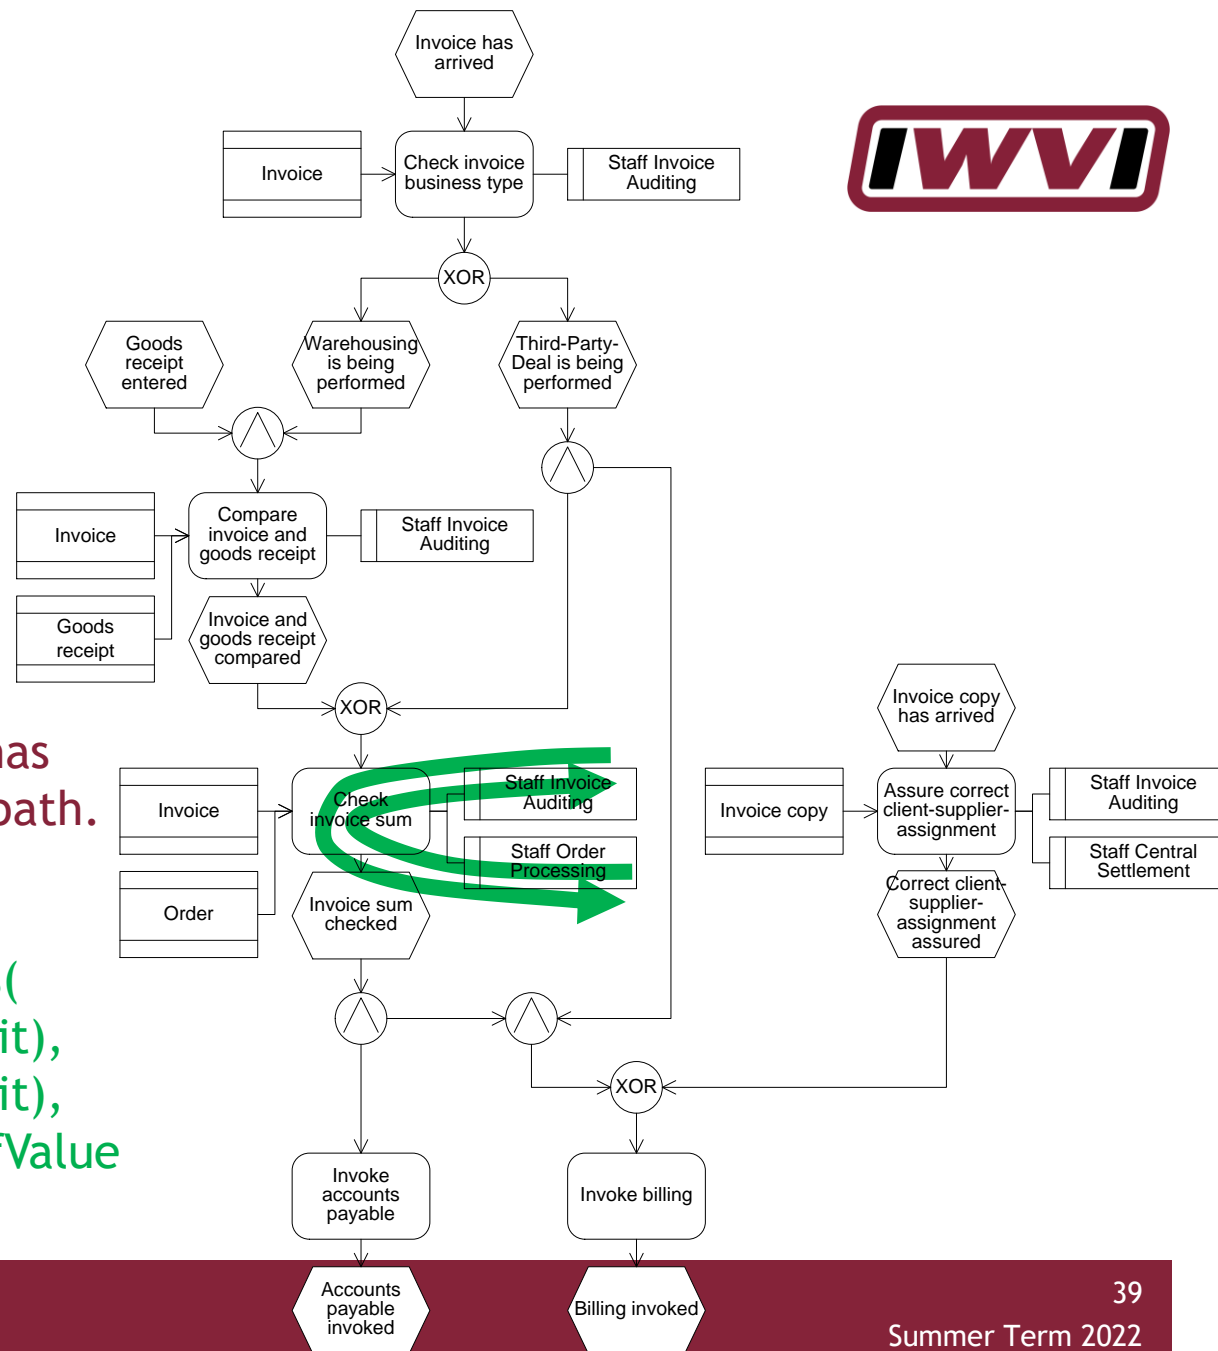 Invoice has
arrived
IWVI
Invoice
Check invoice
business type
Staff Invoice
Auditing
XOR
Goods
receipt
entered
Warehousing
is being
performed
Third-Party-
Deal is being
performed
Invoice
Compare
invoice and
goods receipt
Staff Invoice
Auditing
Goods
receipt
Invoice and
goods receipt
compared
XOR
Invoice copy
has arrived
has
path.
Invoice
Check
invoice sum
Staff Invoice
Auditing
Staff Order
Processing
Invoice copy
Assure correct
client-supplier-
assignment
Staff Invoice
Auditing
Staff Central
Settlement
Order
Invoice sum
checked
Correct client-
supplier-
assignment
assured
(
it),
it),
fValue
XOR
Invoke
accounts
payable
Invoke billing
Accounts
payable
invoked
Billing invoked
39
Summer Term 2022